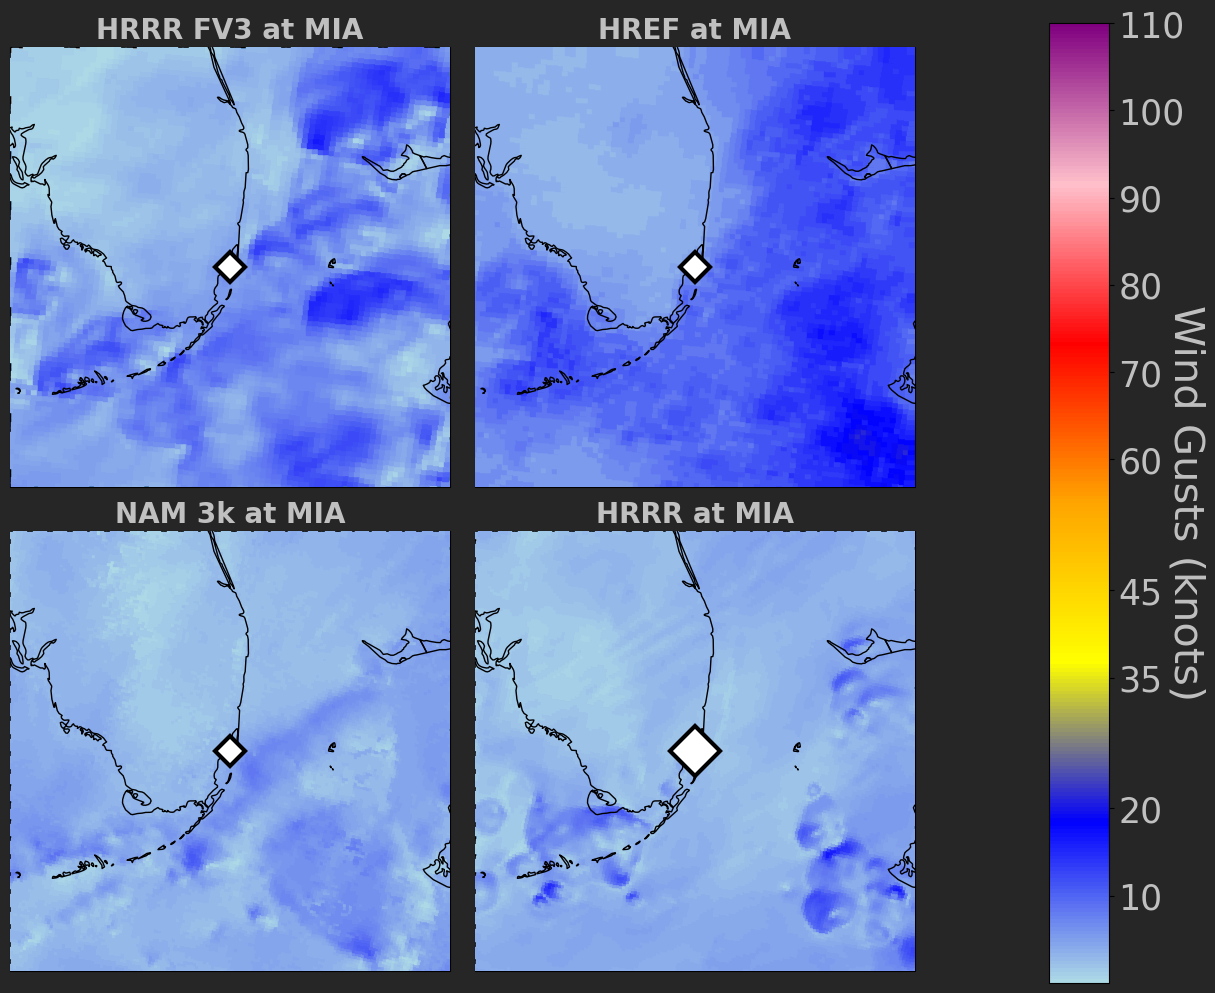 HRRR FV3 at MIA
HREF at MIA
NAM 3k at MIA
HRRR at MIA
110
100
90
80
70
60
45
35
20
10
Wind Gusts (knots)